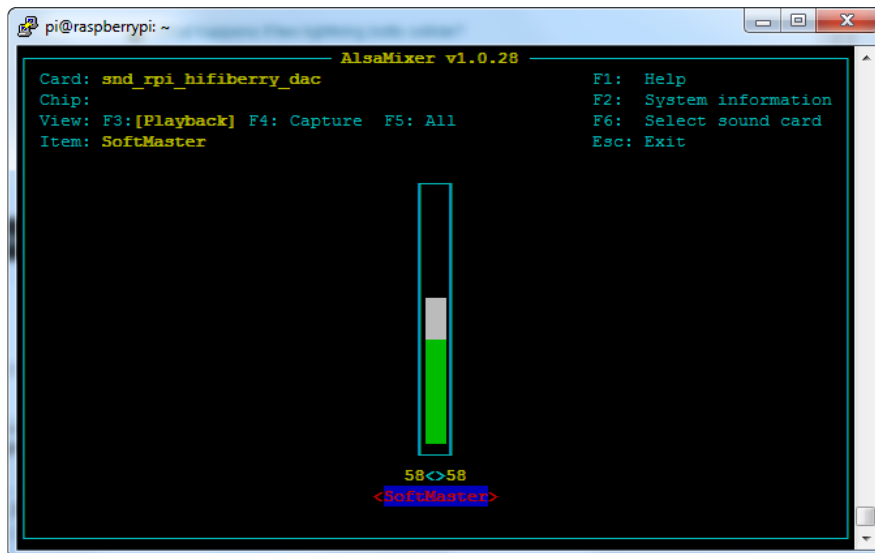 pi@raspberrypi: ~
AlsaMixer v1.0.28
Card: snd_rpi_hifiberry_dac F1: Help
Chip: F2: System information
View: F3:[Playback] F4: Capture F5: All F6: Select sound card
Item: SoftMaster Esc: Exit
58<>58
<SoftMaster>